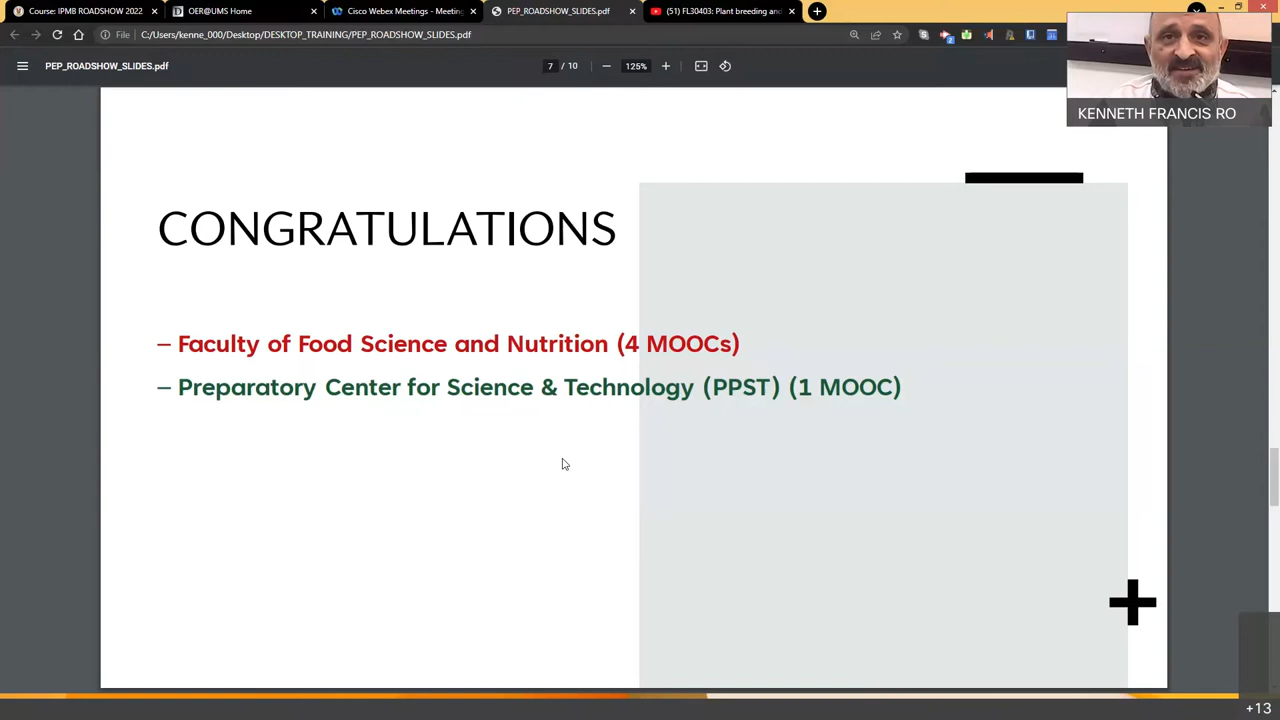 Course: IPMB ROADSHOW 2022
OER@UMS Home
Cisco Webex Meetings - Meeting
PEP_ROADSHOW_SLIDES.pdf
(51) FL30403: Plant breeding and
File
C:/Users/kenne_000/Desktop/DESKTOP_TRAINING/PEP_ROADSHOW_SLIDES.pdf
PEP_ROADSHOW_SLIDES.pdf
7 / 10
125%
KENNETH FRANCIS RO
CONGRATULATIONS
– Faculty of Food Science and Nutrition (4 MOOCs)
– Preparatory Center for Science & Technology (PPST) (1 MOOC)
+13